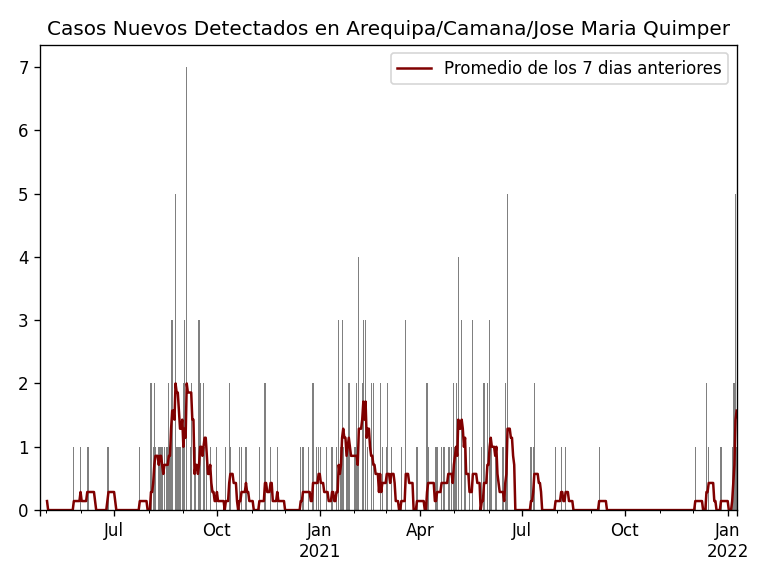 Casos Nuevos Detectados en Arequipa/Camana/Jose Maria Quimper
Promedio de los 7 dias anteriores
7
6
5
4
3
2
1
0
Jul
Oct
Jan
2021
Apr
Jul
Oct
Jan
2022